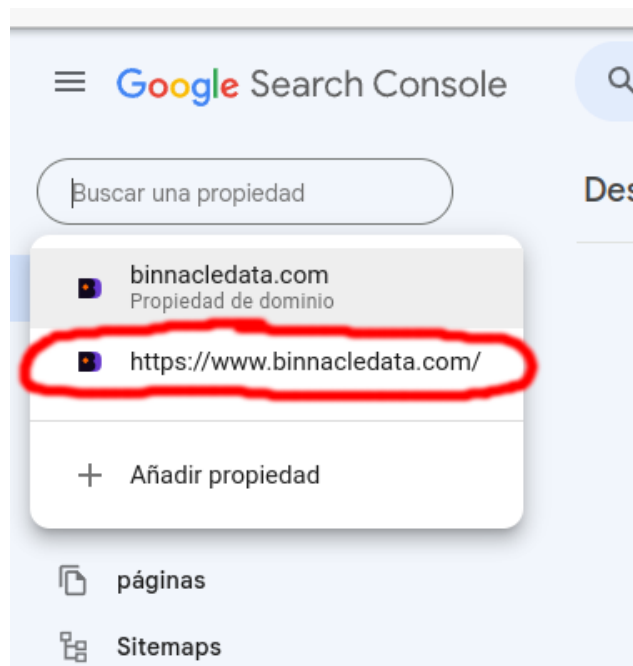 Google Search Console
Buscar una propiedad
binnacledata.com
Propiedad de dominio
https://www.binnacledata.com/
Añadir propiedad
páginas
Sitemaps